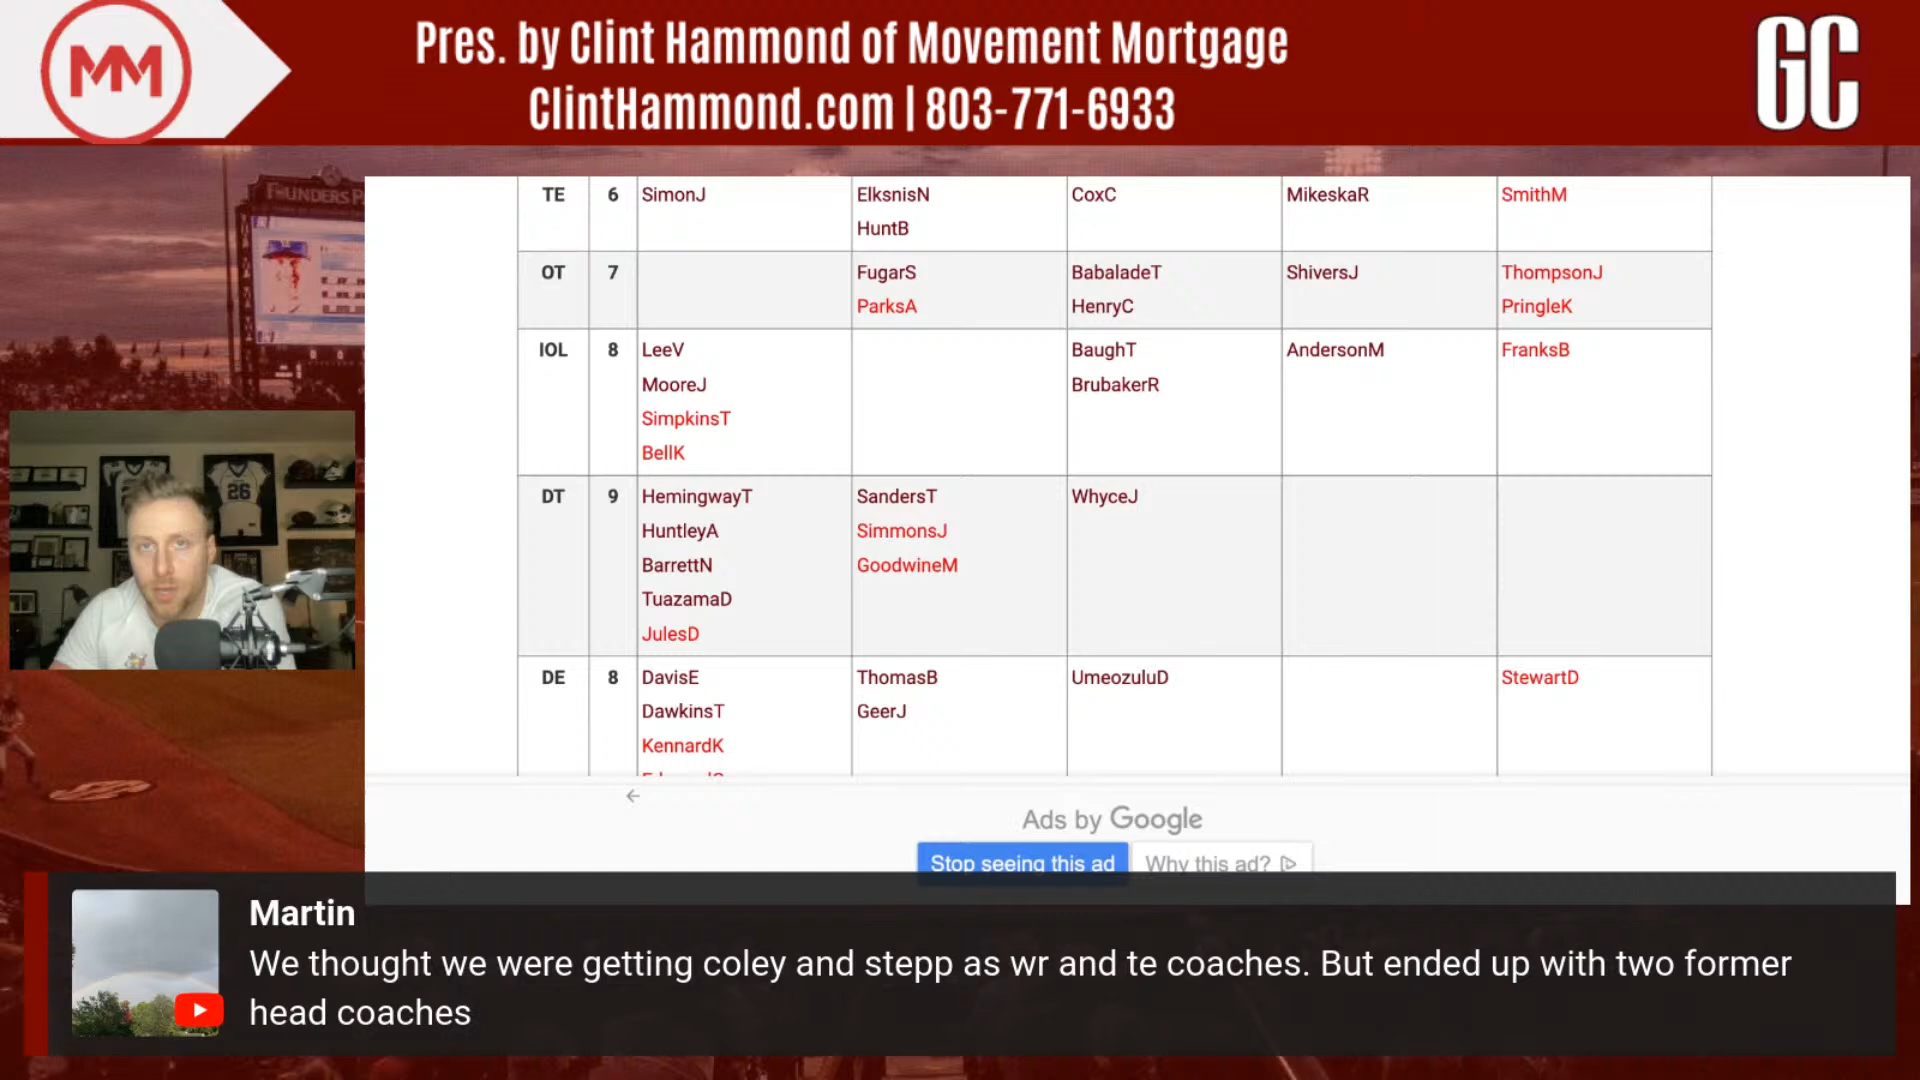 MM
Pres. by Clint Hammond of Movement Mortgage
ClintHammond.com | 803-771-6933
GC
FOUNDERS P
26
TE 6 SimonJ ElksnisN CoxC MikeskaR SmithM
HuntB
OT 7 FugarS BabaladeT ShiversJ ThompsonJ
ParksA HenryC PringleK
IOL 8 LeeV BaughT AndersonM FranksB
MooreJ BrubakerR
SimpkinsT
BellK
DT 9 HemingwayT SandersT WhyceJ
HuntleyA SimmonsJ
BarrettN GoodwineM
TuazamaD
JulesD
DE 8 DavisE ThomasB UmeozuluD StewartD
DawkinsT GeerJ
KennardK
Ads by Google
Stop seeing this ad Why this ad?
Martin
We thought we were getting coley and stepp as wr and te coaches. But ended up with two former
head coaches